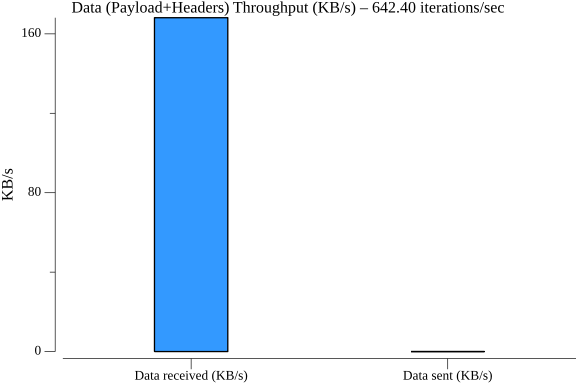 Data (Payload+Headers) Throughput (KB/s) – 642.40 iterations/sec
KB/s
160
80
0
Data received (KB/s)
Data sent (KB/s)